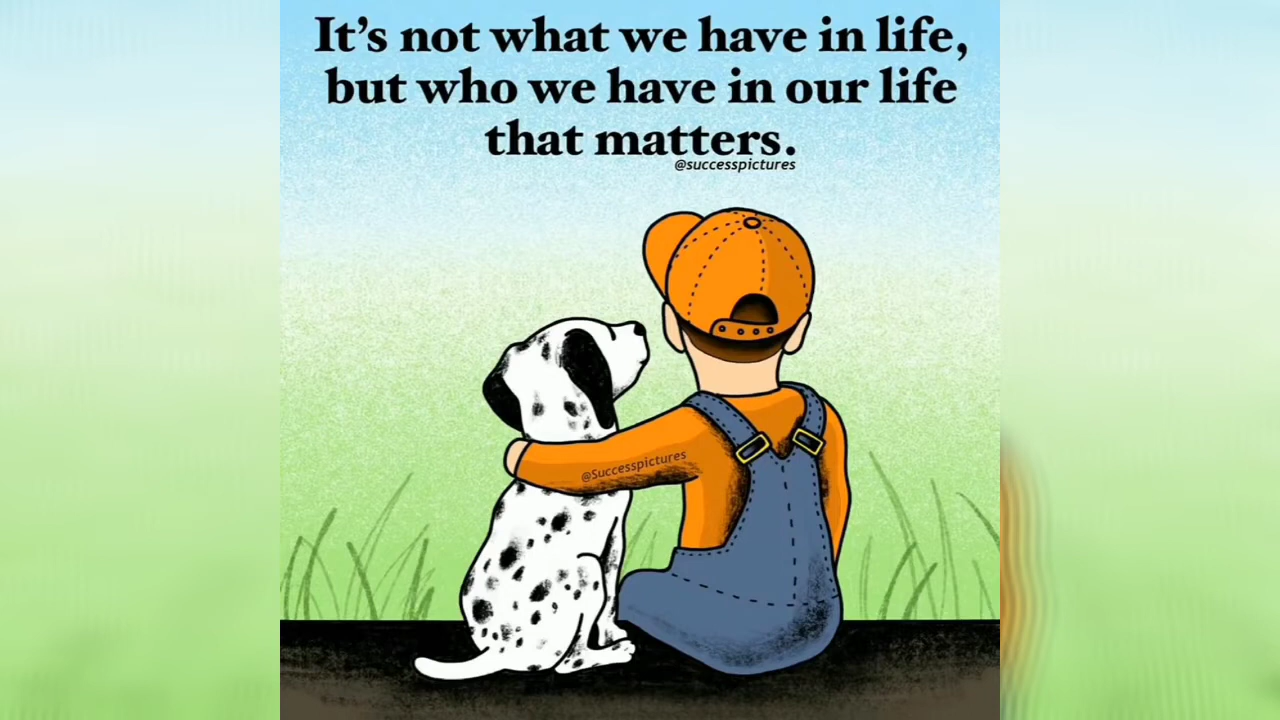 It’s not what we have in life,
but who we have in our life
that matters.
@successpictures
@Successpictures